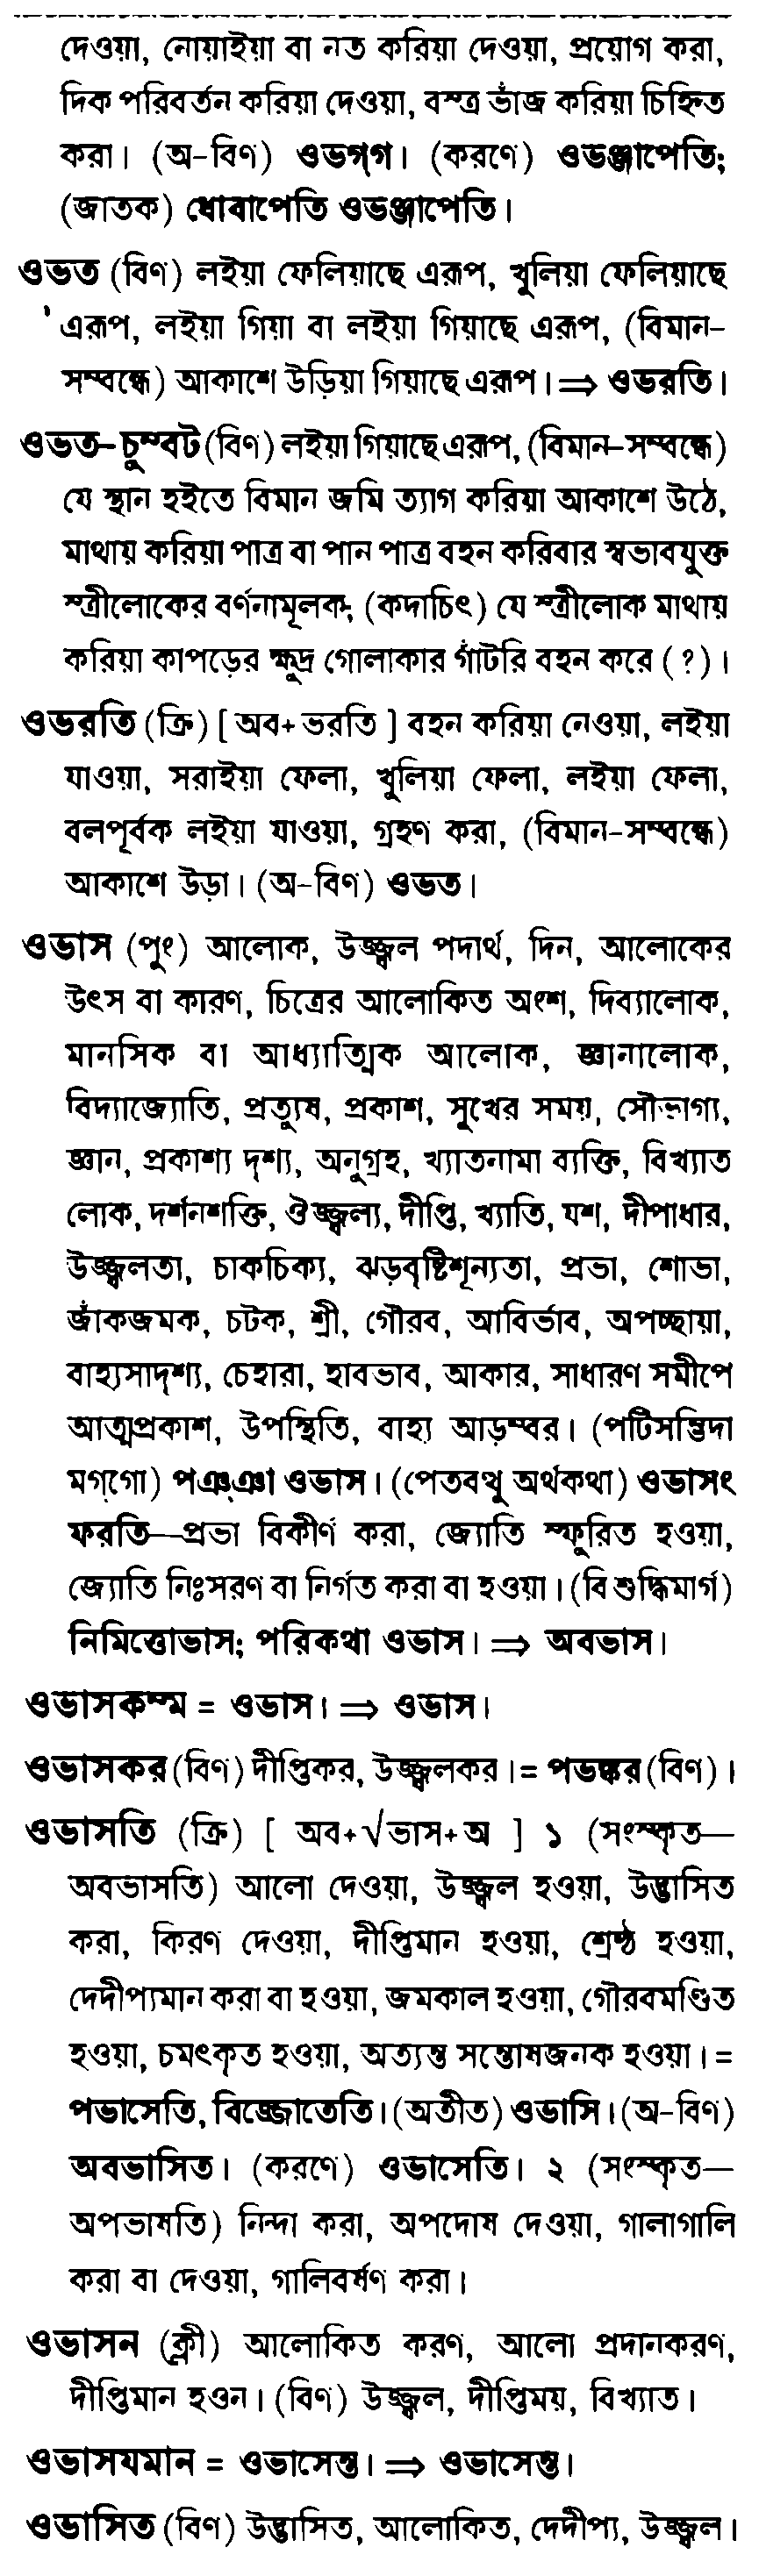 দেওয়া, নোয়াইয়া বা নত করিয়া দেওয়া, প্রয়োগ করা,
দিক পরিবর্তন করিয়া দেওয়া, বস্ত্র ভাঁজ করিয়া চিহ্নিত
করা। (অ-বিণ) ওভগ্‌গ। (করণে) ওভঞ্জাপেতি;
(জাতক) ধোবাপেতি ওভঞ্জাপেতি।
ওভত (বিণ) লইয়া ফেলিয়াছে এরূপ, খুলিয়া ফেলিয়াছে
এরূপ, লইয়া গিয়া বা লইয়া গিয়াছে এরূপ, (বিমান-
সম্বন্ধে) আকাশে উড়িয়া গিয়াছে এরূপ। ⇒ ওভরতি।
ওভত-চুম্বট (বিণ) লইয়া গিয়াছে এরূপ, (বিমান-সম্বন্ধে)
যে স্থান হইতে বিমান জমি ত্যাগ করিয়া আকাশে উঠে,
মাথায় করিয়া পাত্র বা পান পাত্র বহন করিবার স্বভাবযুক্ত
স্ত্রীলোকের বর্ণনামূলক; (কদাচিৎ) যে স্ত্রীলোক মাথায়
করিয়া কাপড়ের ক্ষুদ্র গোলাকার গাঁটরি বহন করে (?)।
ওভরতি (ক্রি) [ অব+ভরতি ] বহন করিয়া নেওয়া, লইয়া
যাওয়া, সরাইয়া ফেলা, খুলিয়া ফেলা, লইয়া ফেলা,
বলপূর্বক লইয়া যাওয়া, গ্রহণ করা, (বিমান-সম্বন্ধে)
আকাশে উড়া। (অ-বিণ) ওভত।
ওভাস (পুং) আলোক, উজ্জ্বল পদার্থ, দিন, আলোকের
উৎস বা কারণ, চিত্রের আলোকিত অংশ, দিব্যালোক,
মানসিক বা আধ্যাত্মিক আলোক, জ্ঞানালোক,
বিদ্যাজ্যোতি, প্রত্যুষ, প্রকাশ, সুখের সময়, সৌভাগ্য,
জ্ঞান, প্রকাশ্য দৃশ্য, অনুগ্রহ, খ্যাতনামা ব্যক্তি, বিখ্যাত
লোক, দর্শনশক্তি, ঔজ্জ্বল্য, দীপ্তি, খ্যাতি, যশ, দীপাধার,
উজ্জ্বলতা, চাকচিক্য, ঝড়বৃষ্টিশূন্যতা, প্রভা, শোভা,
জাঁকজমক, চটক, শ্রী, গৌরব, আবির্ভাব, অপচ্ছায়া,
বাহ্যসাদৃশ্য, চেহারা, হাবভাব, আকার, সাধারণ সমীপে
আত্মপ্রকাশ, উপস্থিতি, বাহ্য আড়ম্বর। (পটিসম্ভিদা
মগ্‌গো) পঞ্‌ঞা ওভাস। (পেতবত্থু অর্থকথা) ওভাসং
ফরতি—প্রভা বিকীর্ণ করা, জ্যোতি স্ফুরিত হওয়া,
জ্যোতি নিঃসরণ বা নির্গত করা বা হওয়া। (বিশুদ্ধিমার্গ)
নিমিত্তোভাস; পরিকথা ওভাস। ⇒ অবভাস।
ওভাসকম্ম = ওভাস। ⇒ ওভাস।
ওভাসকর (বিণ) দীপ্তিকর, উজ্জ্বলকর। = পভঙ্কর (বিণ)।
ওভাসতি (ক্রি) [ অব+√ভাস+অ ] ১ (সংস্কৃত—
অবভাসতি) আলো দেওয়া, উজ্জ্বল হওয়া, উদ্ভাসিত
করা, কিরণ দেওয়া, দীপ্তিমান হওয়া, শ্রেষ্ঠ হওয়া,
দেদীপ্যমান করা বা হওয়া, জমকাল হওয়া, গৌরবমণ্ডিত
হওয়া, চমৎকৃত হওয়া, অত্যন্ত সন্তোষজনক হওয়া। =
পভাসেতি, বিজ্জোতেতি। (অতীত) ওভাসি। (অ-বিণ)
অবভাসিত। (করণে) ওভাসেতি। ২ (সংস্কৃত—
অপভাষতি) নিন্দা করা, অপদোষ দেওয়া, গালাগালি
করা বা দেওয়া, গালিবর্ষণ করা।
ওভাসন (ক্লী) আলোকিত করণ, আলো প্রদানকরণ,
দীপ্তিমান হওন। (বিণ) উজ্জ্বল, দীপ্তিময়, বিখ্যাত।
ওভাসযমান = ওভাসেন্ত। ⇒ ওভাসেন্ত।
ওভাসিত (বিণ) উদ্ভাসিত, আলোকিত, দেদীপ্য, উজ্জ্বল।